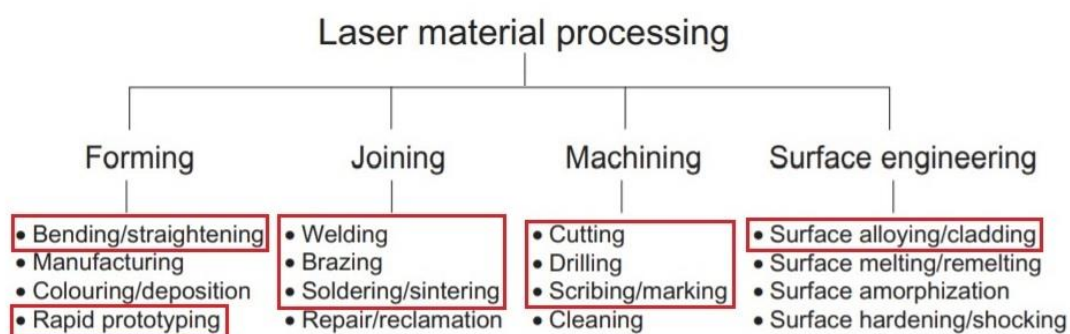 Laser material processing
Forming
Joining
Machining
Surface engineering
• Bending/straightening
• Manufacturing
• Colouring/deposition
• Rapid prototyping
• Welding
• Brazing
• Soldering/sintering
• Repair/reclamation
• Cutting
• Drilling
• Scribing/marking
• Cleaning
• Surface alloying/cladding
• Surface melting/remelting
• Surface amorphization
• Surface hardening/shocking